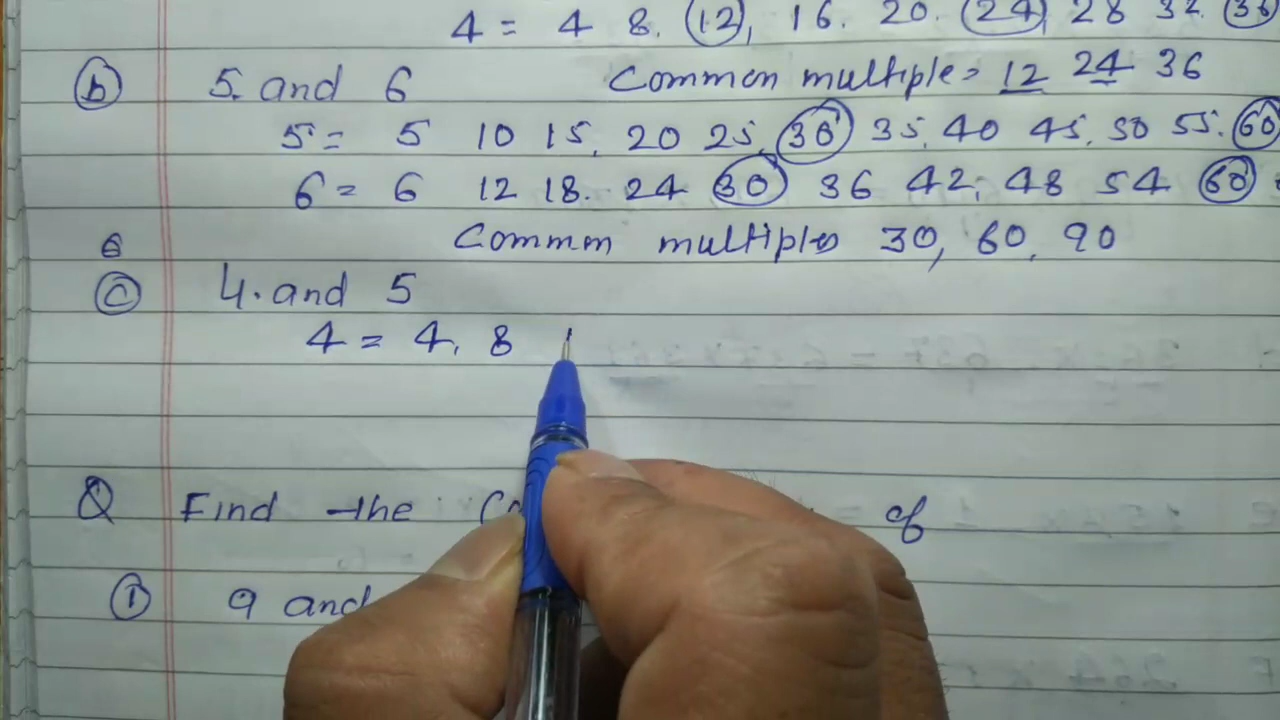 4 = 4 8. 12, 16. 20. 24, 28 32. 36
b 5. and 6 Common multiple = 12 24 36
5 = 5 10 15, 20 25, 30 35, 40 45, 50 55. 60
6 = 6 12 18. 24 30 36 42, 48 54 60
Common multiples 30, 60, 90
c 4. and 5
4 = 4, 8 1
Q Find the of
1 9 and